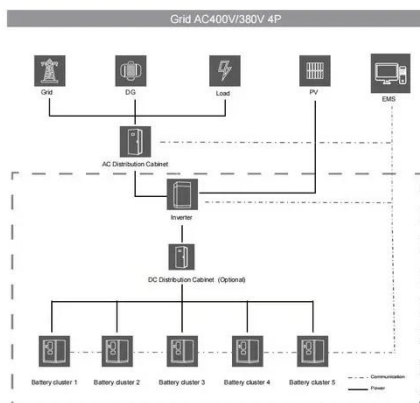 Grid AC400V/380V 4P
Grid
DG
Load
PV
EMS
AC Distribution Cabinet
Inverter
DC Distribution Cabinet (Optional)
Battery cluster 1
Battery cluster 2
Battery cluster 3
Battery cluster 4
Battery cluster 5
Communication
Power